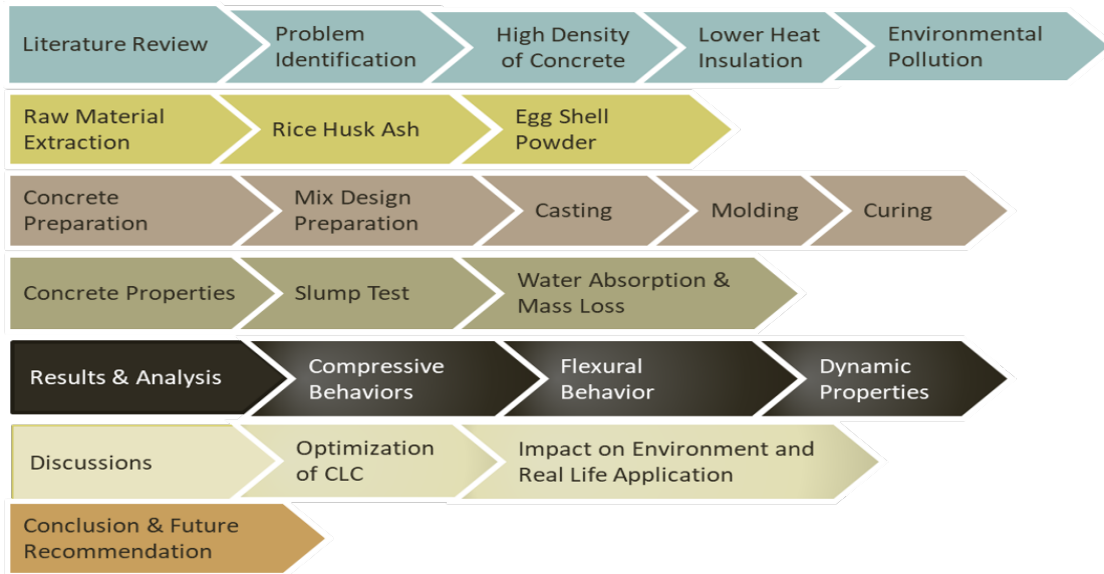 Literature Review
Problem
Identification
High Density
of Concrete
Lower Heat
Insulation
Environmental
Pollution
Raw Material
Extraction
Rice Husk Ash
Egg Shell
Powder
Concrete
Preparation
Mix Design
Preparation
Casting
Molding
Curing
Concrete Properties
Slump Test
Water Absorption &
Mass Loss
Results & Analysis
Compressive
Behaviors
Flexural
Behavior
Dynamic
Properties
Discussions
Optimization
of CLC
Impact on Environment and
Real Life Application
Conclusion & Future
Recommendation